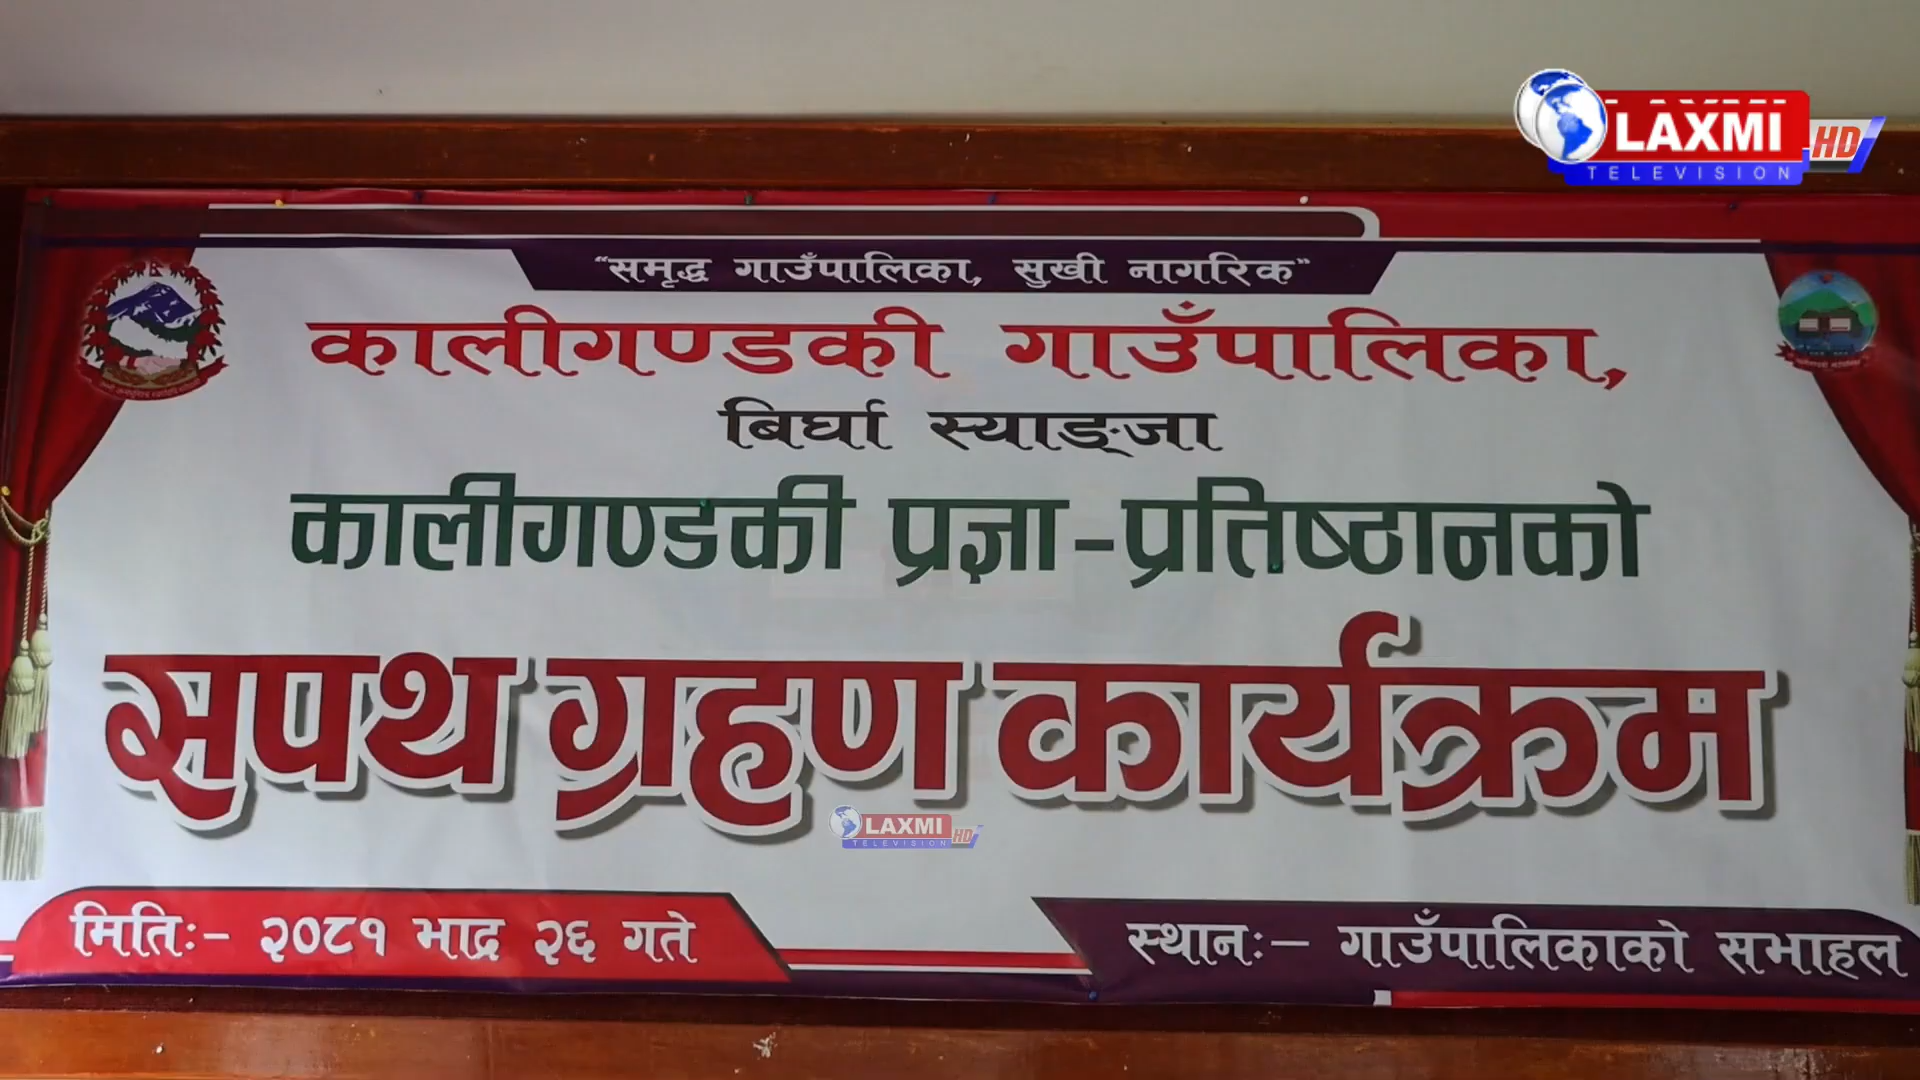 LAXMI HD
TELEVISION
“समृद्ध गाउँपालिका, सुखी नागरिक”
कालीगण्डकी गाउँपालिका,
बिर्घा स्याङ्जा
कालीगण्डकी प्रज्ञा-प्रतिष्ठानको
सपथ ग्रहण कार्यक्रम
LAXMI HD
TELEVISION
मितिः- २०८१ भाद्र २६ गते
स्थानः- गाउँपालिकाको सभाहल